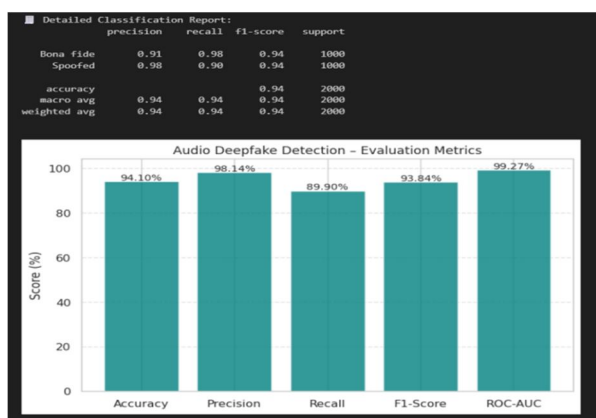 Detailed Classification Report:
precision recall f1-score support
Bona fide 0.91 0.98 0.94 1000
Spoofed 0.98 0.90 0.94 1000
accuracy 0.94 2000
macro avg 0.94 0.94 0.94 2000
weighted avg 0.94 0.94 0.94 2000
Audio Deepfake Detection – Evaluation Metrics
100
80
60
40
20
0
Score (%)
94.10%
98.14%
89.90%
93.84%
99.27%
Accuracy Precision Recall F1-Score ROC-AUC